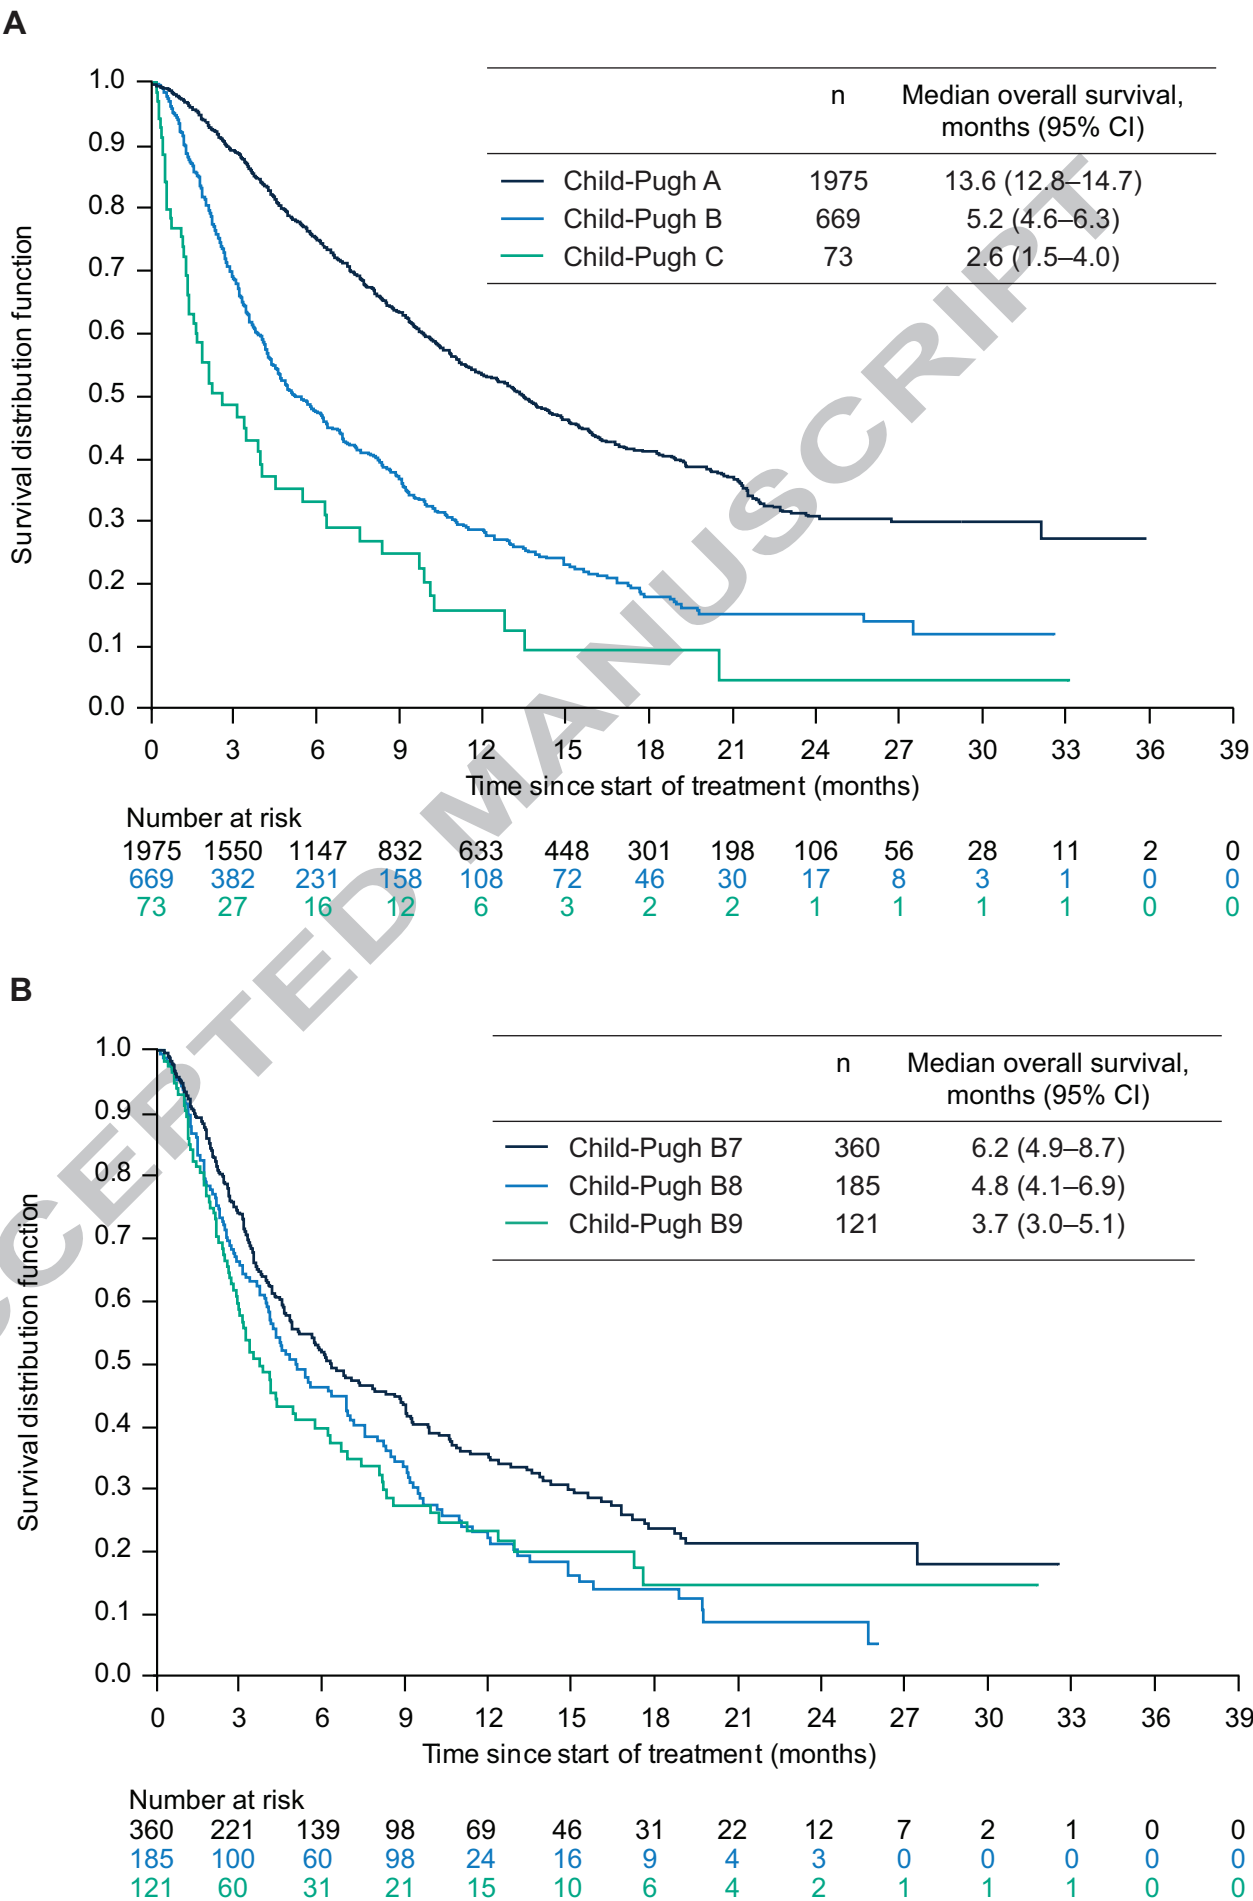 A
n Median overall survival,
months (95% CI)
Child-Pugh A 1975 13.6 (12.8–14.7)
Child-Pugh B 669 5.2 (4.6–6.3)
Child-Pugh C 73 2.6 (1.5–4.0)
Survival distribution function
1.0
0.9
0.8
0.7
0.6
0.5
0.4
0.3
0.2
0.1
0.0
0 3 6 9 12 15 18 21 24 27 30 33 36 39
Time since start of treatment (months)
Number at risk
1975 1550 1147 832 633 448 301 198 106 56 28 11 2 0
669 382 231 158 108 72 46 30 17 8 3 1 0 0
73 27 16 12 6 3 2 2 1 1 1 1 0 0
B
n Median overall survival,
months (95% CI)
Child-Pugh B7 360 6.2 (4.9–8.7)
Child-Pugh B8 185 4.8 (4.1–6.9)
Child-Pugh B9 121 3.7 (3.0–5.1)
Survival distribution function
1.0
0.9
0.8
0.7
0.6
0.5
0.4
0.3
0.2
0.1
0.0
0 3 6 9 12 15 18 21 24 27 30 33 36 39
Time since start of treatment (months)
Number at risk
360 221 139 98 69 46 31 22 12 7 2 1 0 0
185 100 60 98 24 16 9 4 3 0 0 0 0 0
121 60 31 21 15 10 6 4 2 1 1 1 0 0
CCEPTED MANUSCRIPT